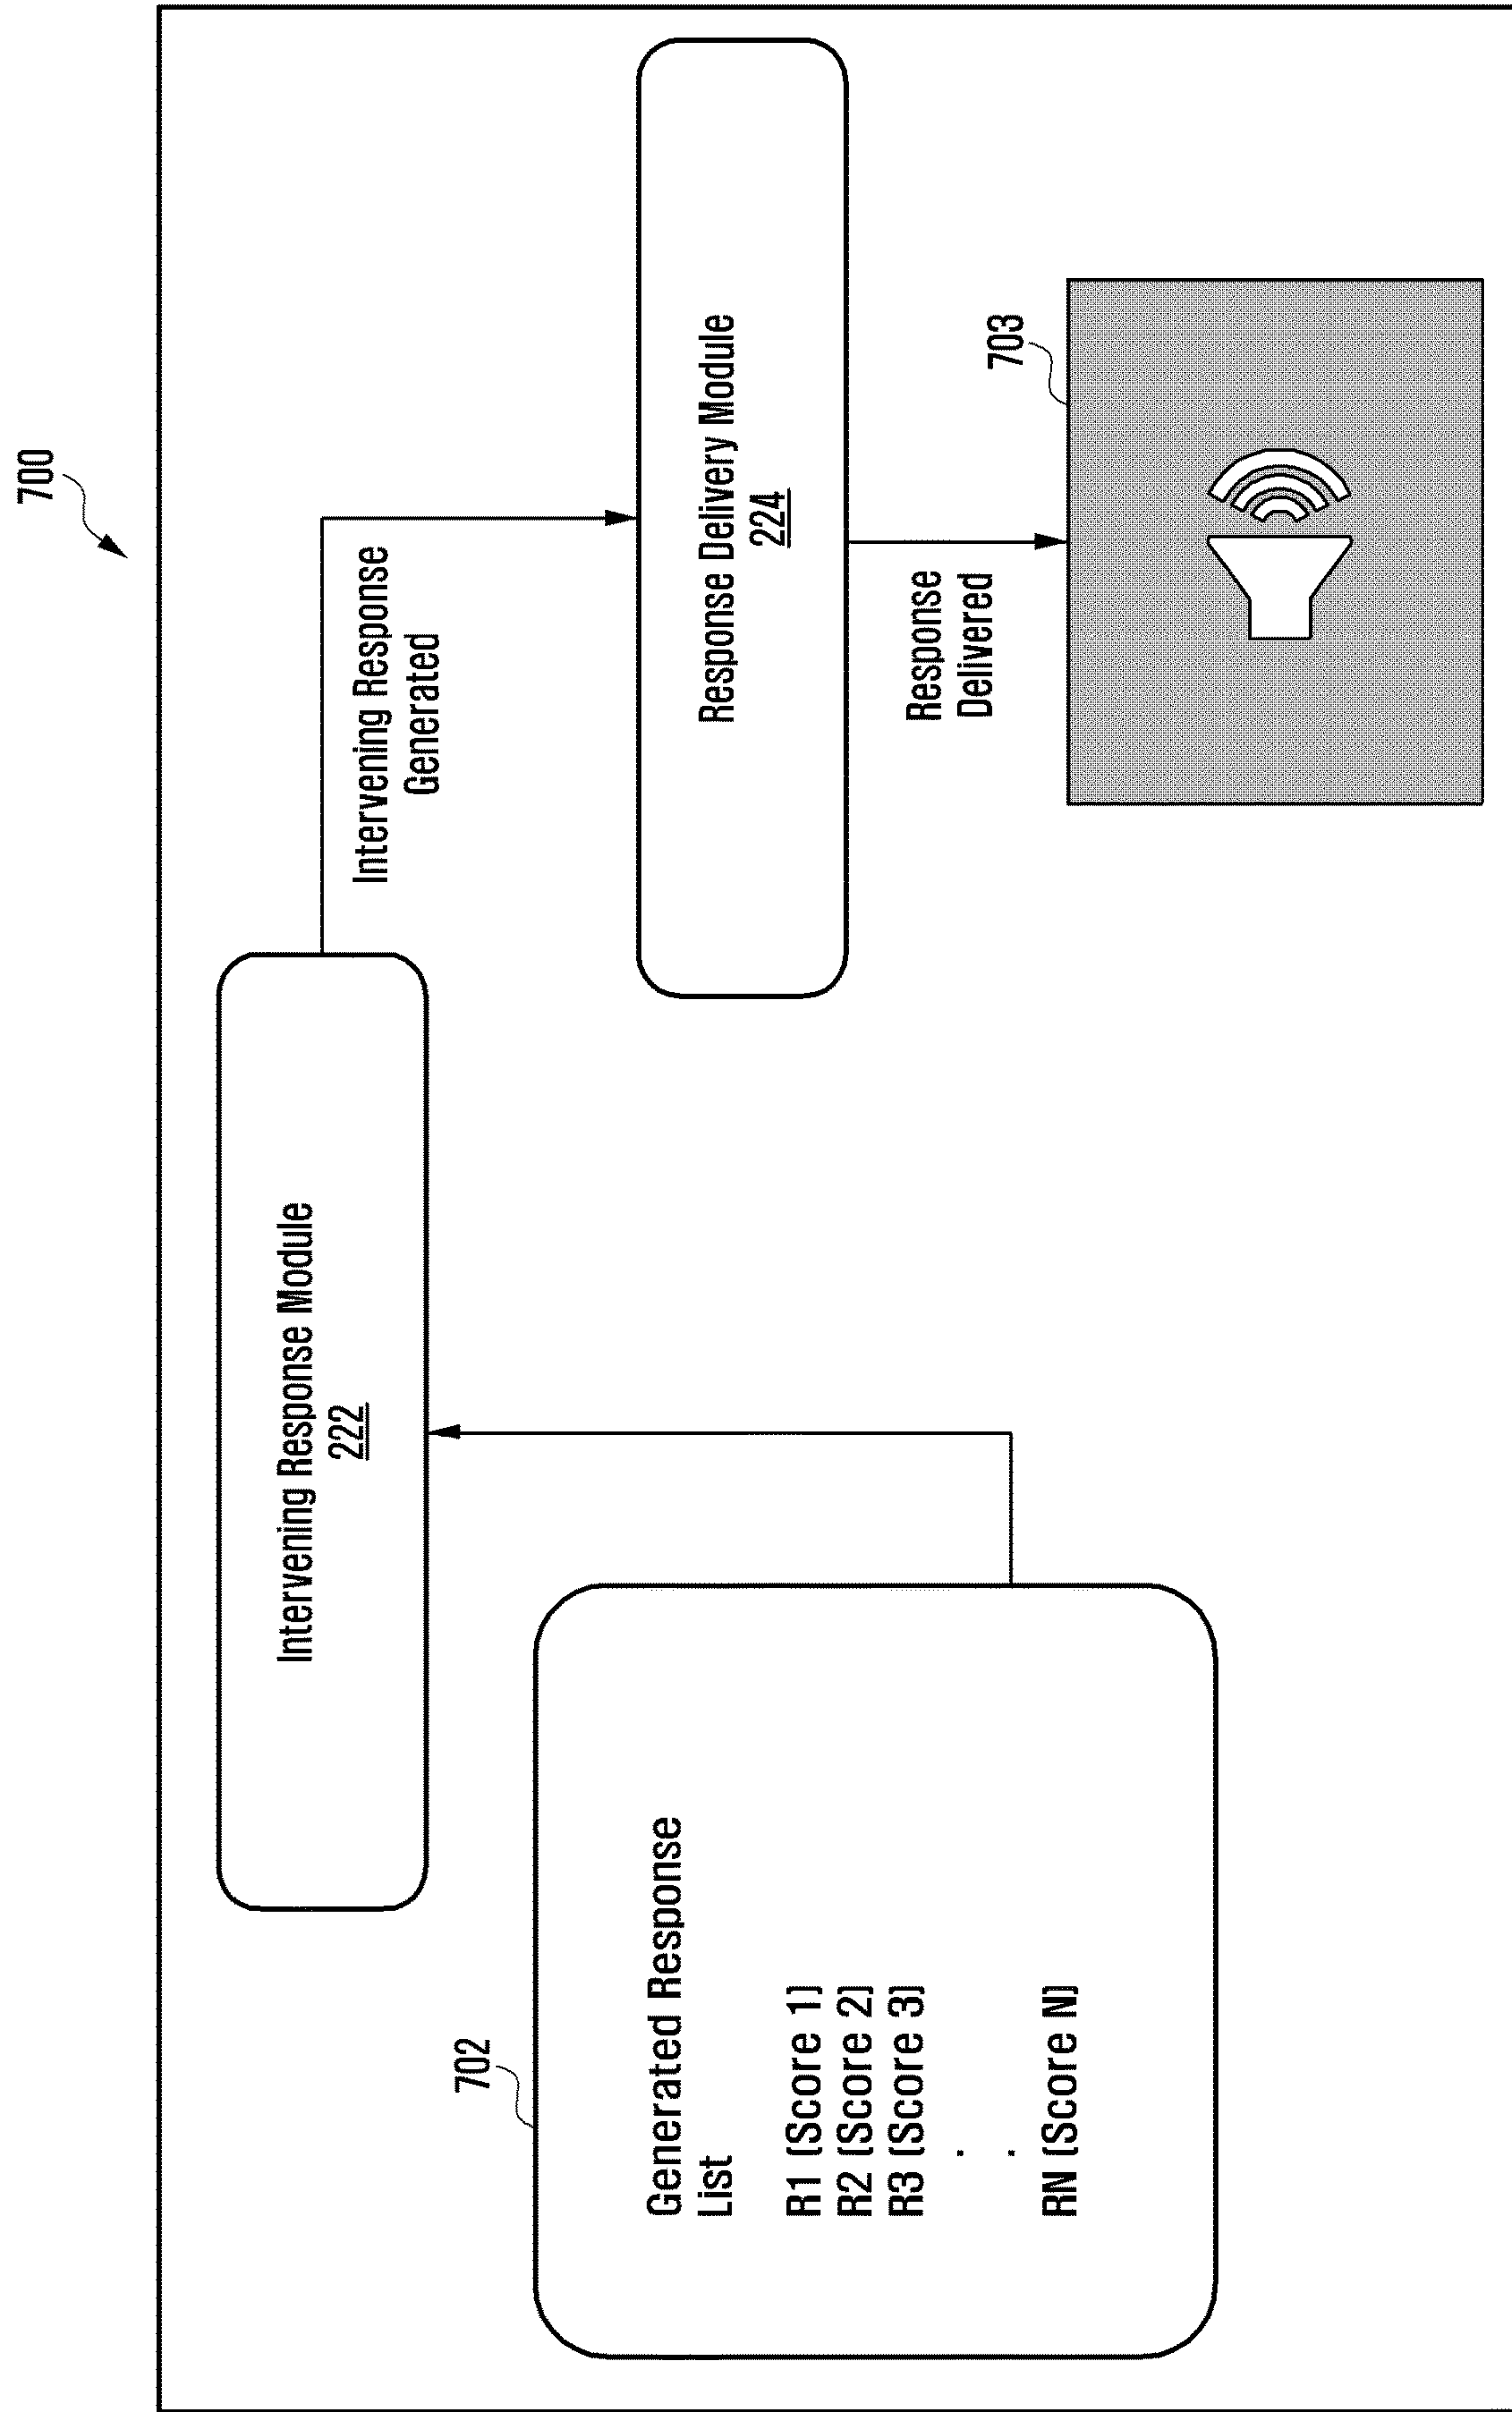 700
Intervening Response Module
222
Intervening Response
Generated
702
Generated Response
List
R1 (Score 1)
R2 (Score 2)
R3 (Score 3)
.
.
RN (Score N)
Response Delivery Module
224
Response
Delivered
703